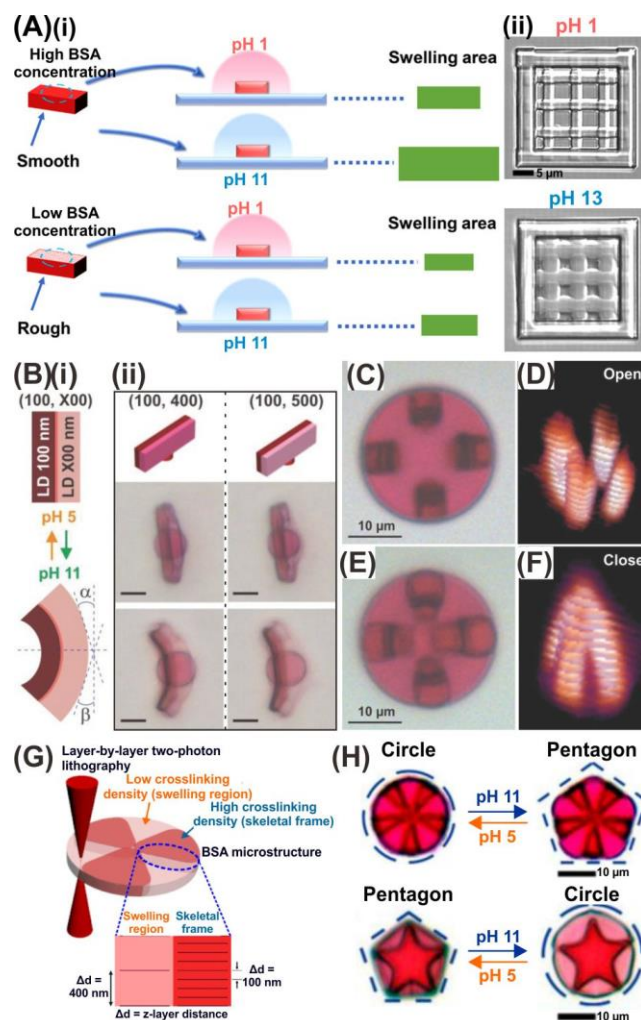 (A)(i)
High BSA
concentration
Smooth
pH 1
pH 11
Swelling area
Low BSA
concentration
Rough
pH 1
pH 11
Swelling area
(ii)
pH 1
5 µm
pH 13
(B)(i)
(100, X00)
LD 100 nm
LD X00 nm
pH 5
pH 11
α
β
(ii)
(100, 400)
(100, 500)
(C)
10 µm
(D)
Open
(E)
10 µm
(F)
Close
(G)
Layer-by-layer two-photon
lithography
Low crosslinking
density (swelling region)
High crosslinking
density (skeletal frame)
BSA microstructure
Swelling
region
Skeletal
frame
Δd =
400 nm
Δd =
100 nm
Δd = z-layer distance
(H)
Circle
Pentagon
pH 11
pH 5
10 µm
Pentagon
Circle
pH 11
pH 5
10 µm